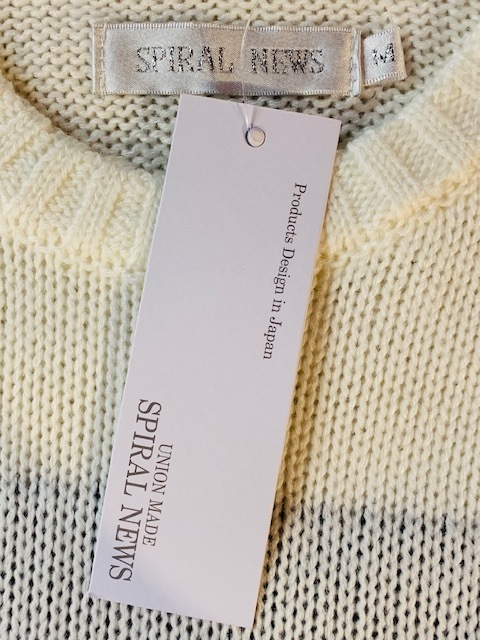 SPIRAL NEWS
M
Products Design in Japan
UNION MADE
SPIRAL NEWS